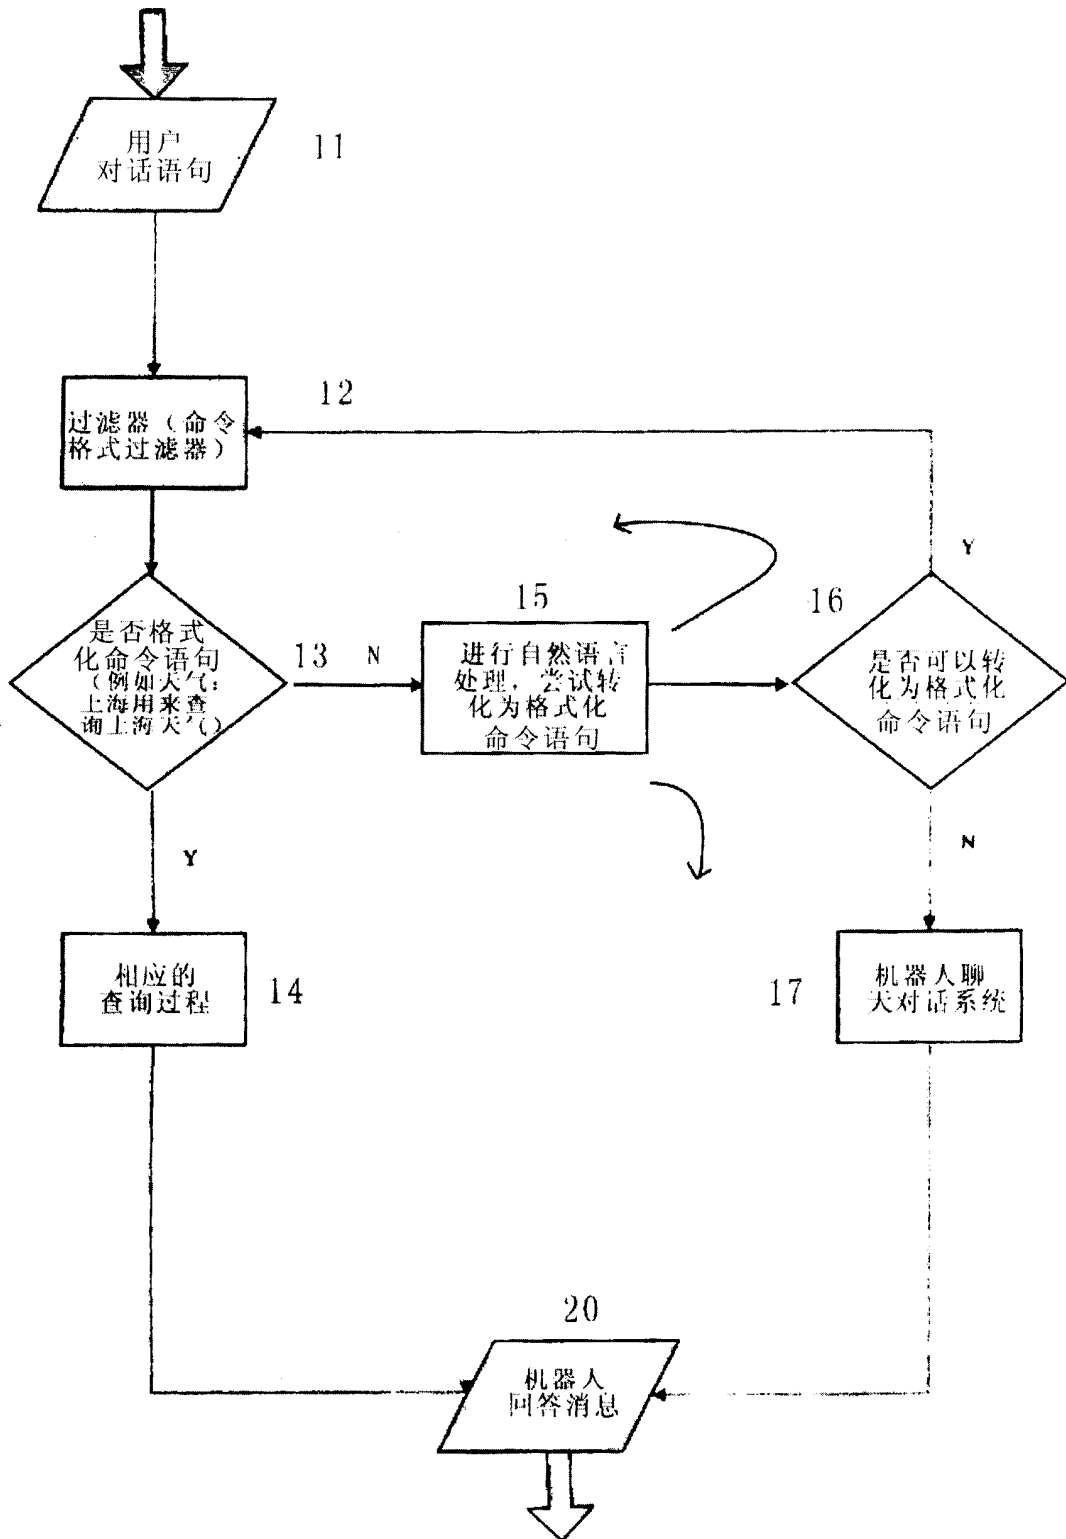 用户
对话语句
11
12
过滤器（命令
格式过滤器）
Y
15
16
是否格式
化命令语句
（例如天气：
上海用来查
询上海天气）
13
N
进行自然语言
处理，尝试转
化为格式化
命令语句
是否可以转
化为格式化
命令语句
Y
N
相应的
查询过程
14
17
机器人聊
天对话系统
20
机器人
回答消息